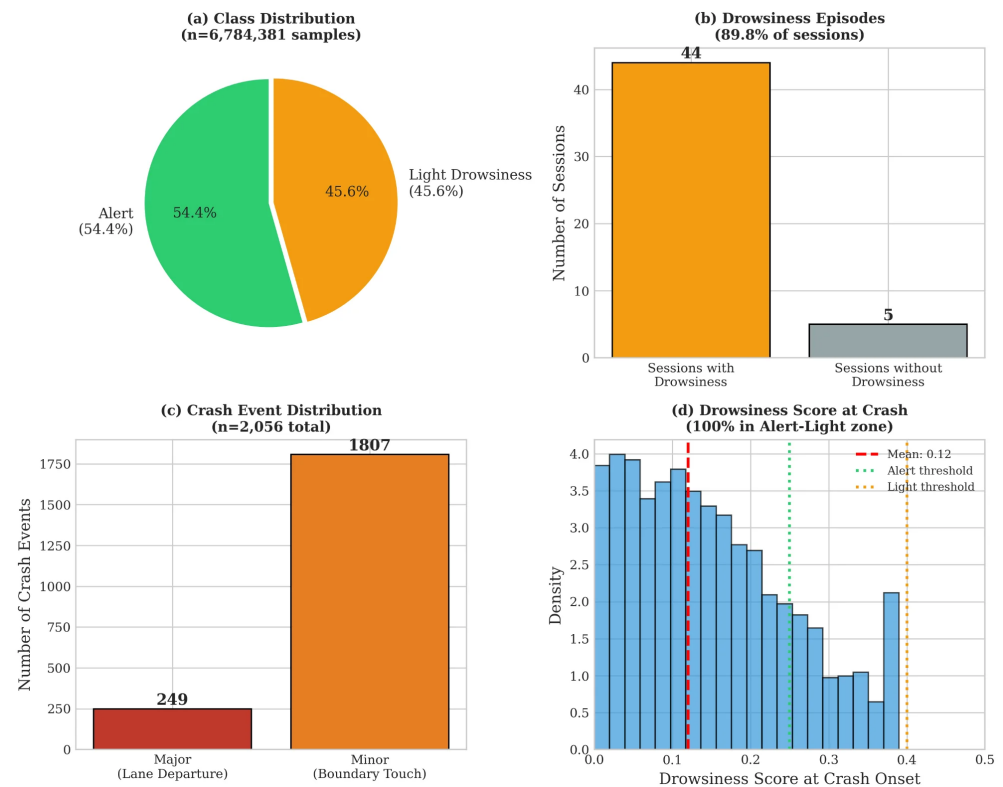 (a) Class Distribution
(n=6,784,381 samples)
Alert
(54.4%)
54.4%
45.6%
Light Drowsiness
(45.6%)
(b) Drowsiness Episodes
(89.8% of sessions)
Number of Sessions
40
30
20
10
0
44
5
Sessions with
Drowsiness
Sessions without
Drowsiness
(c) Crash Event Distribution
(n=2,056 total)
Number of Crash Events
1750
1500
1250
1000
750
500
250
0
249
1807
Major
(Lane Departure)
Minor
(Boundary Touch)
(d) Drowsiness Score at Crash
(100% in Alert-Light zone)
Density
4.0
3.5
3.0
2.5
2.0
1.5
1.0
0.5
0.0
Mean: 0.12
Alert threshold
Light threshold
0.0 0.1 0.2 0.3 0.4 0.5
Drowsiness Score at Crash Onset